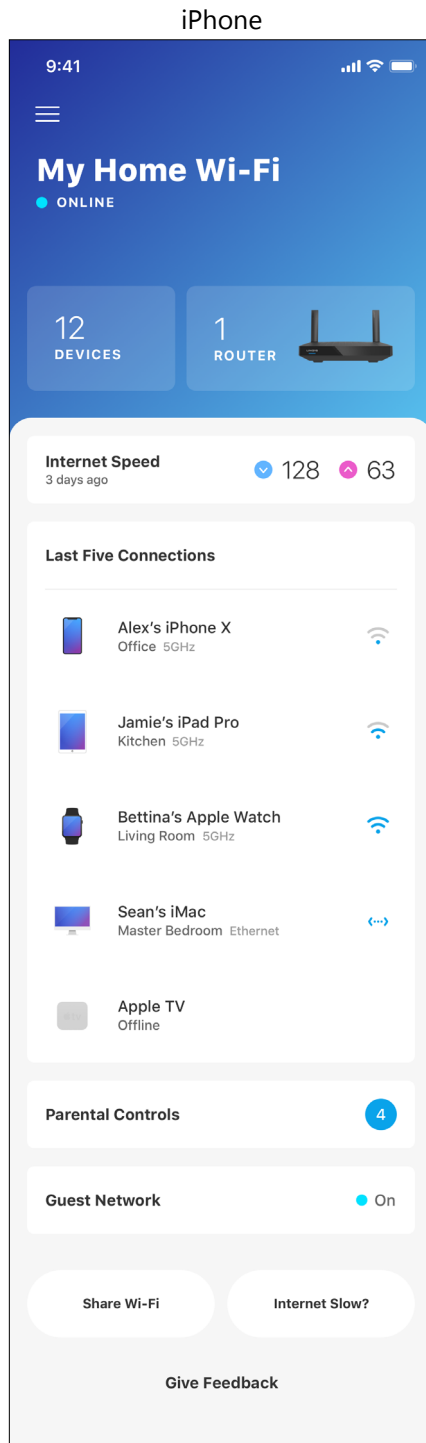 iPhone
9:41
My Home Wi-Fi
ONLINE
12
DEVICES
1
ROUTER
Internet Speed
3 days ago
128
63
Last Five Connections
Alex’s iPhone X
Office 5GHz
Jamie’s iPad Pro
Kitchen 5GHz
Bettina’s Apple Watch
Living Room 5GHz
Sean’s iMac
Master Bedroom Ethernet
Apple TV
Offline
Parental Controls
4
Guest Network
On
Share Wi-Fi
Internet Slow?
Give Feedback